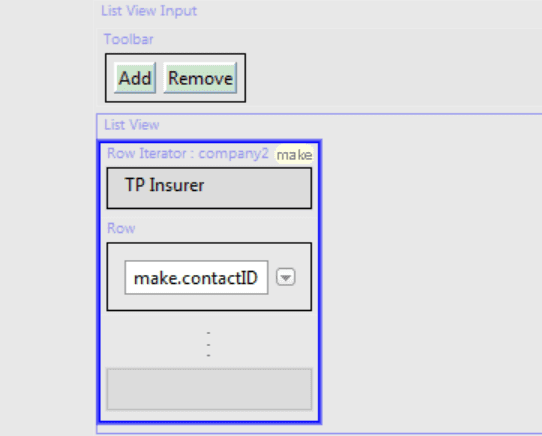 List View Input
Toolbar
Add Remove
List View
Row Iterator : company2 make
TP Insurer
Row
make.contactID